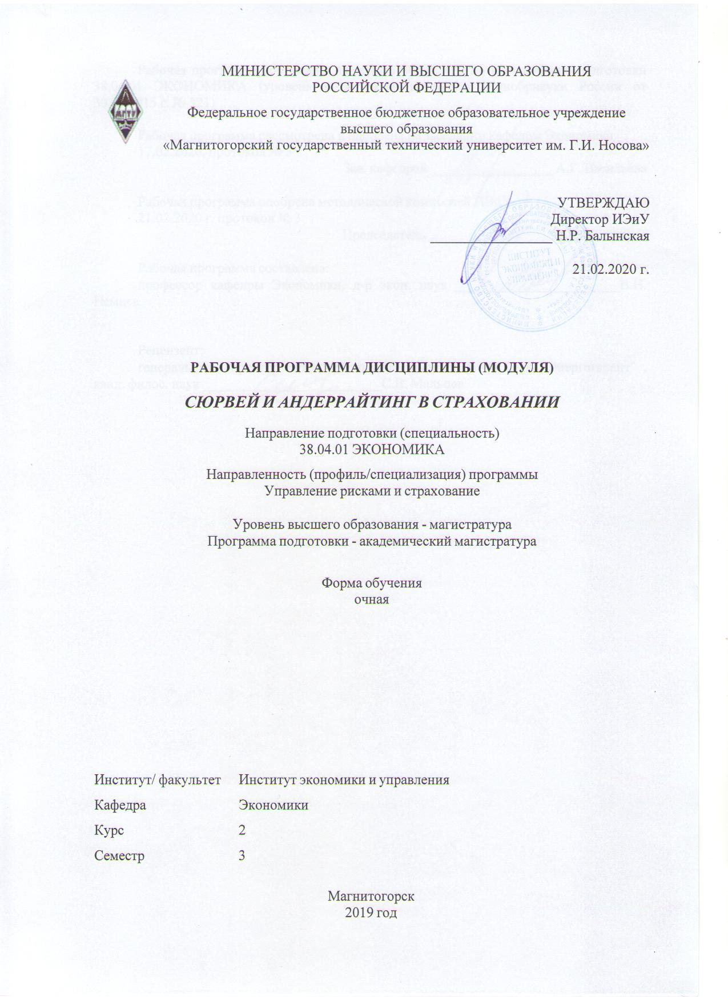 МИНИСТЕРСТВО НАУКИ И ВЫСШЕГО ОБРАЗОВАНИЯ
РОССИЙСКОЙ ФЕДЕРАЦИИ
Федеральное государственное бюджетное образовательное учреждение
высшего образования
«Магнитогорский государственный технический университет им. Г.И. Носова»
УТВЕРЖДАЮ
Директор ИЭиУ
Н.Р. Балынская
ИНСТИТУТ
ЭКОНОМИКИ И
УПРАВЛЕНИЯ
21.02.2020 г.
РАБОЧАЯ ПРОГРАММА ДИСЦИПЛИНЫ (МОДУЛЯ)
СЮРВЕЙ И АНДЕРРАЙТИНГ В СТРАХОВАНИИ
Направление подготовки (специальность)
38.04.01 ЭКОНОМИКА
Направленность (профиль/специализация) программы
Управление рисками и страхование
Уровень высшего образования - магистратура
Программа подготовки - академический магистратура
Форма обучения
очная
Институт/ факультет Институт экономики и управления
Кафедра Экономики
Курс 2
Семестр 3
Магнитогорск
2019 год